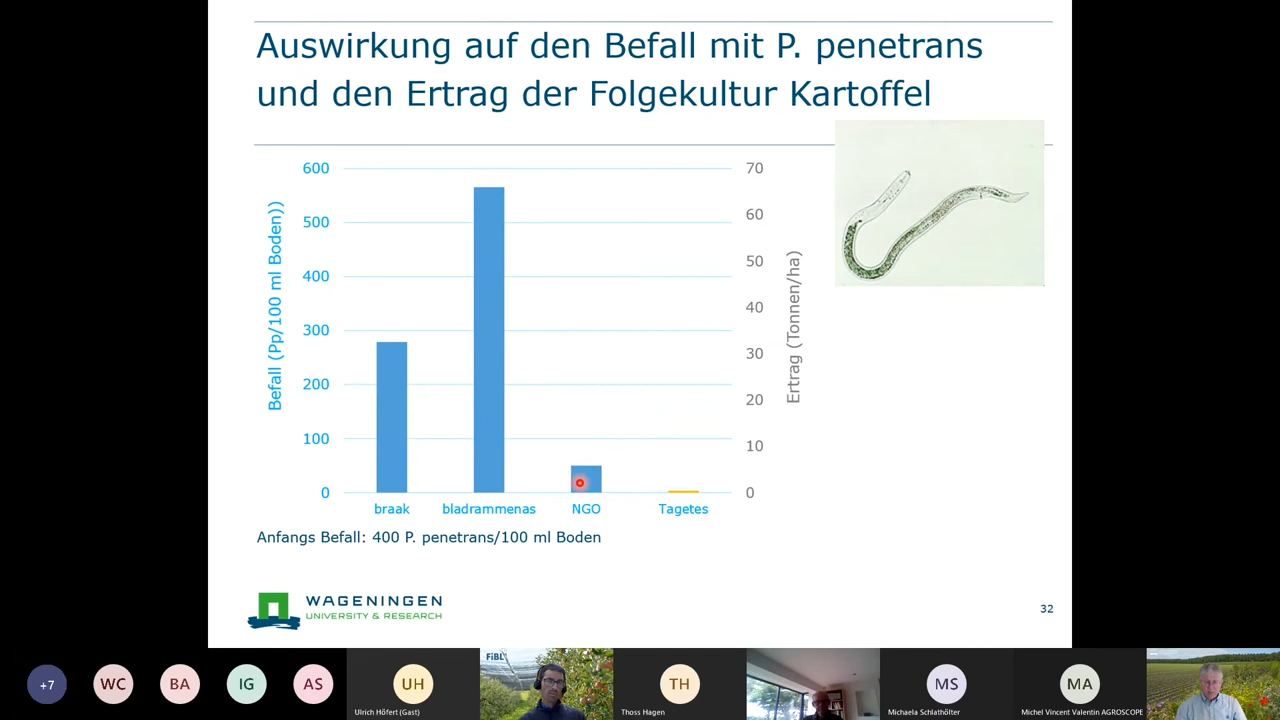 Auswirkung auf den Befall mit P. penetrans
und den Ertrag der Folgekultur Kartoffel
Befall (Pp/100 ml Boden))
600
500
400
300
200
100
0
70
60
50
40
30
20
10
0
Ertrag (Tonnen/ha)
braak bladrammenas NGO Tagetes
Anfangs Befall: 400 P. penetrans/100 ml Boden
WAGENINGEN
UNIVERSITY & RESEARCH
32
+7 WC BA IG AS UH FiBL TH MS MA
Ulrich Höfert (Gast) Thoss Hagen Michaela Schlathölter Michel Vincent Valentin AGROSCOPE